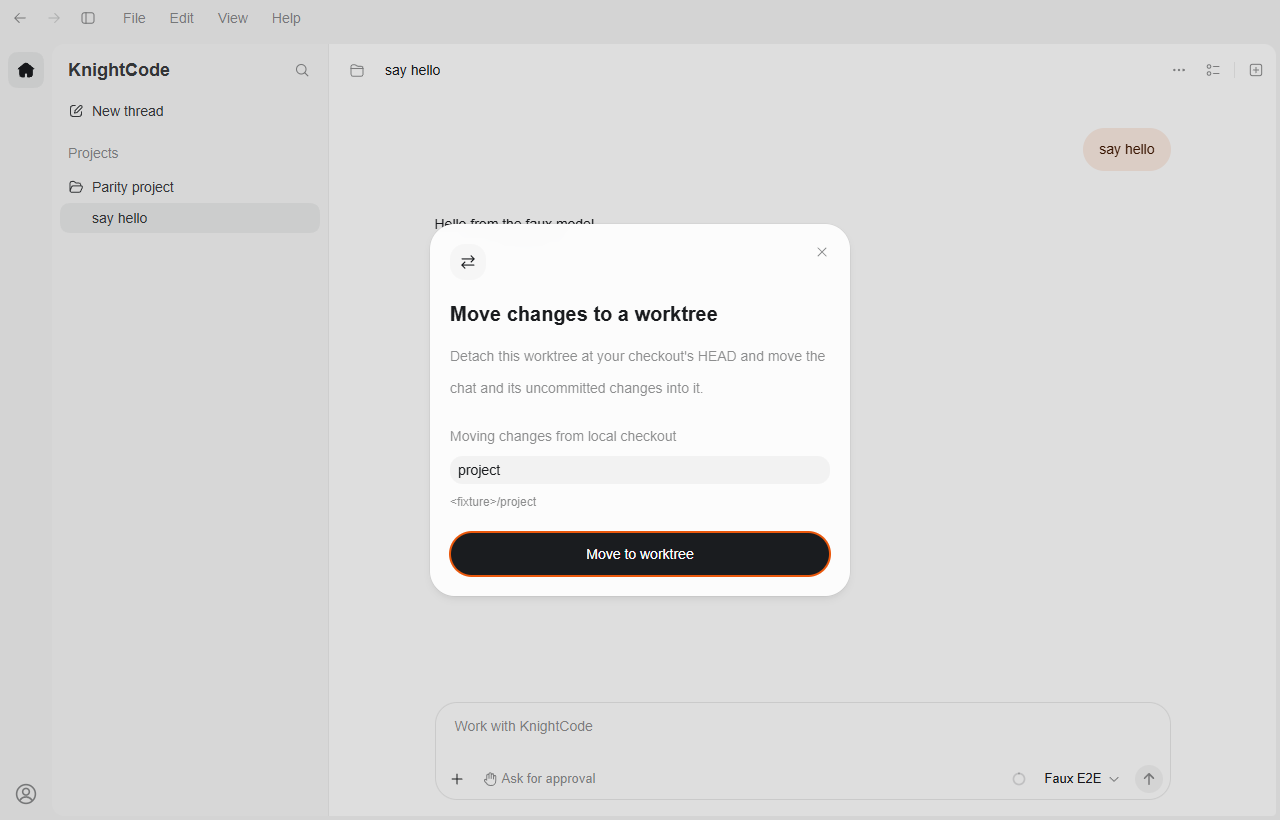 File Edit View Help
KnightCode
say hello
New thread
say hello
Projects
Parity project
say hello
Hello from the faux model
Move changes to a worktree
Detach this worktree at your checkout's HEAD and move the
chat and its uncommitted changes into it.
Moving changes from local checkout
project
<fixture>/project
Move to worktree
Work with KnightCode
Ask for approval
Faux E2E